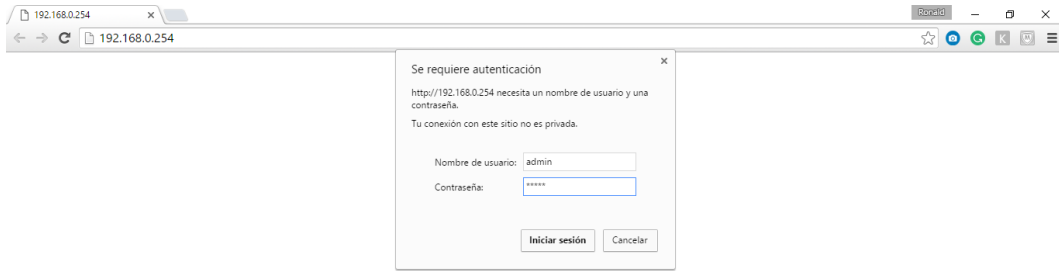 192.168.0.254
Ronald
192.168.0.254
Se requiere autenticación
http://192.168.0.254 necesita un nombre de usuario y una
contraseña.
Tu conexión con este sitio no es privada.
Nombre de usuario: admin
Contraseña: *****
Iniciar sesión Cancelar